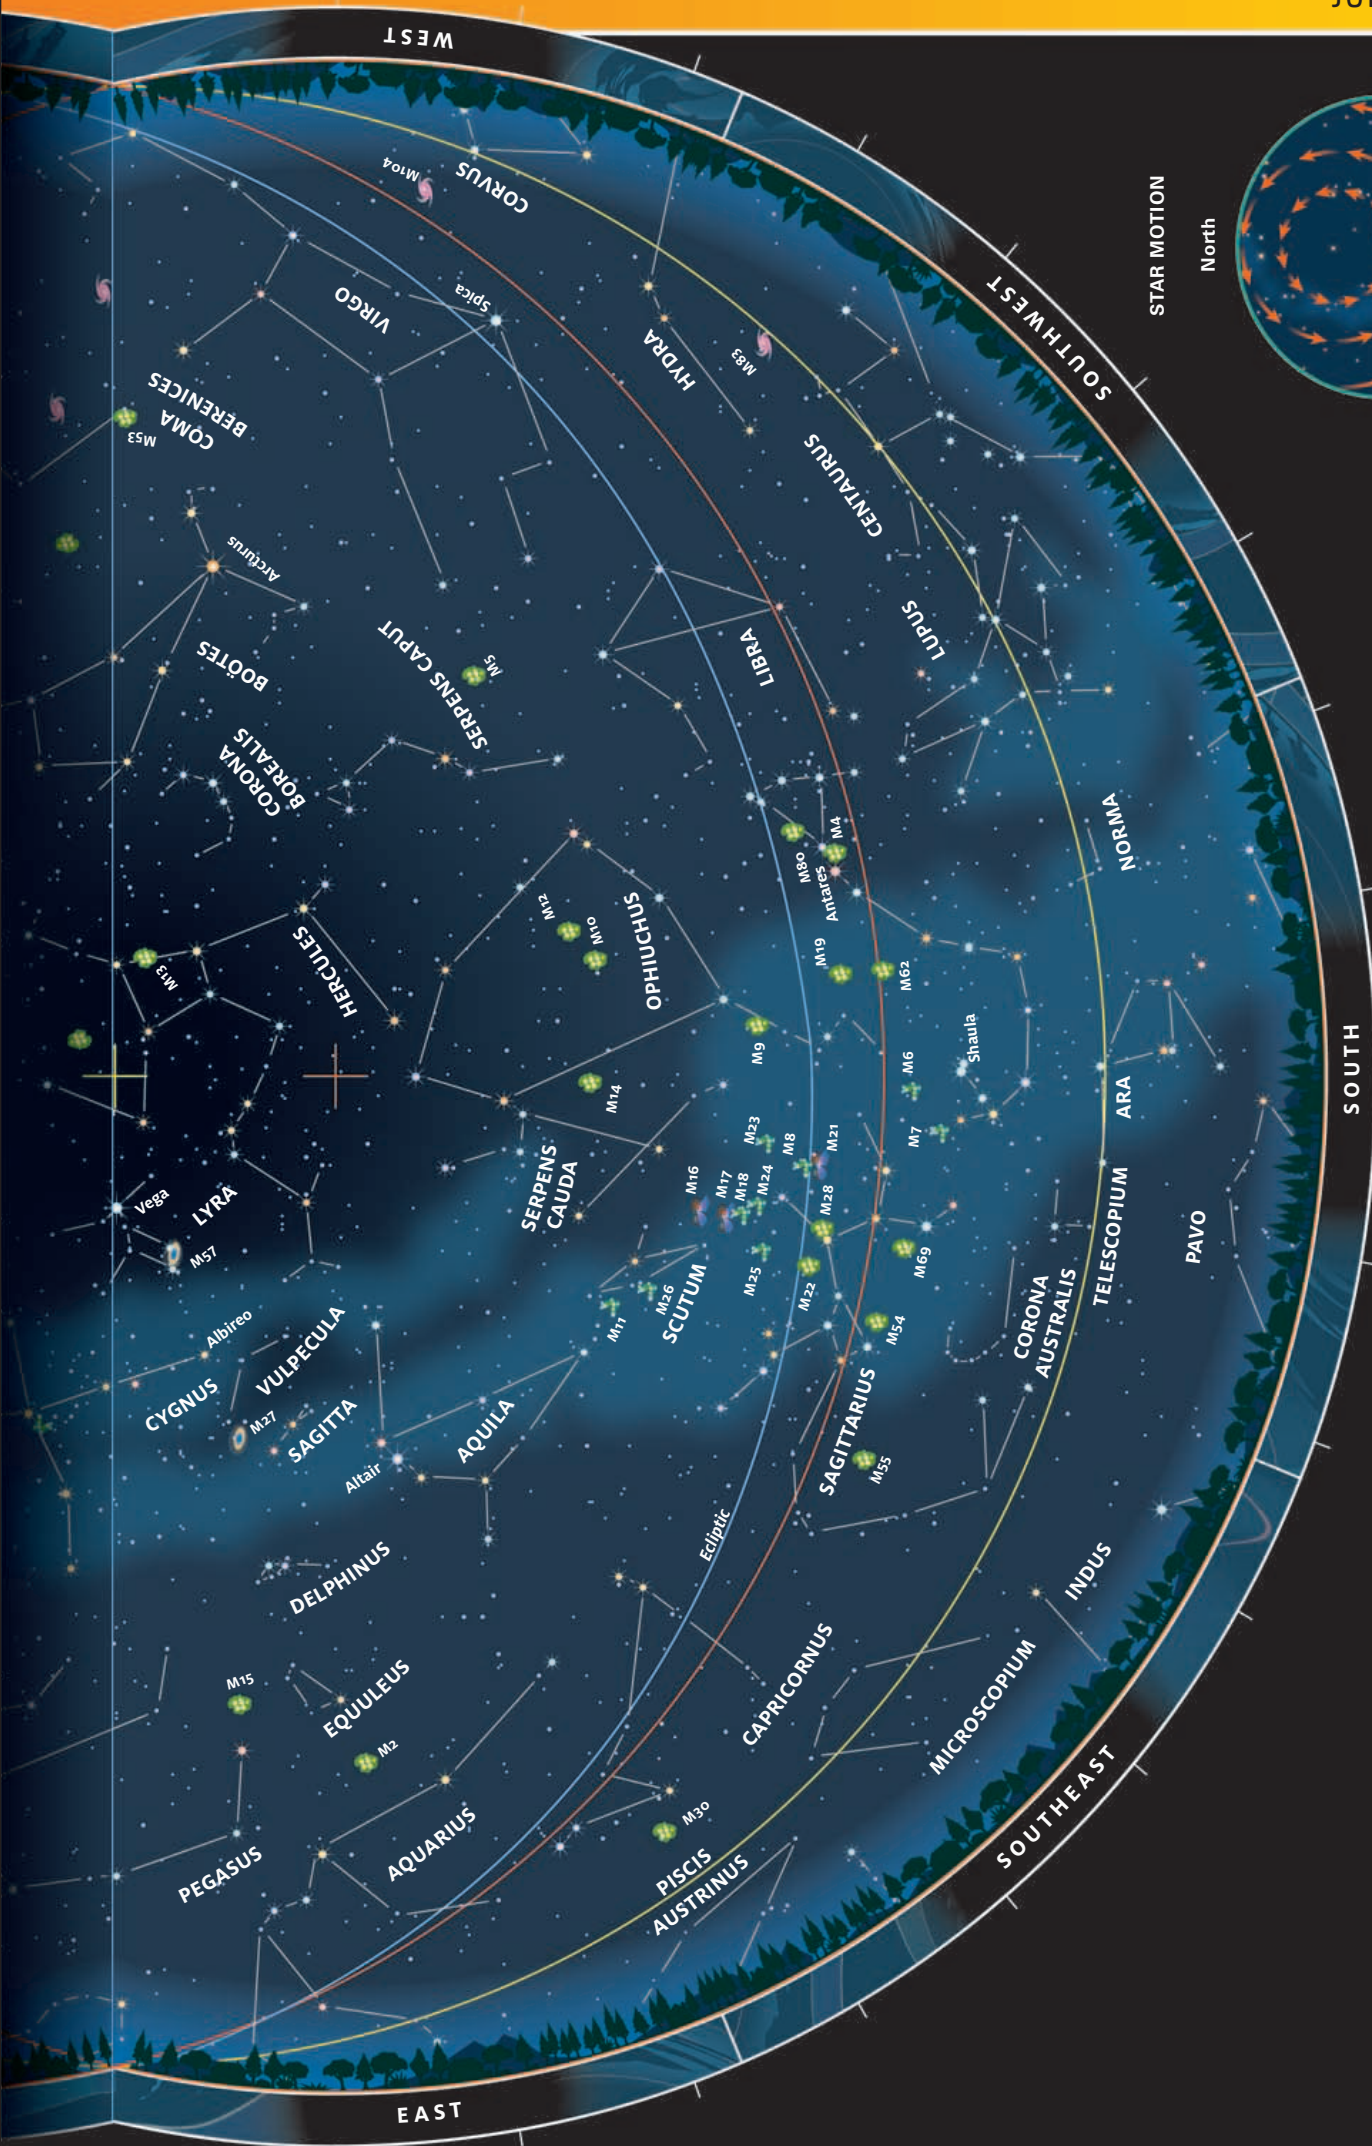 WEST
M104
CORVUS
VIRGO
Spica
HYDRA
M83
SOUTHWEST
STAR MOTION
North
COMA
BERENICES
M53
CENTAURUS
Arcturus
BOÖTES
SERPENS CAPUT
M5
LIBRA
LUPUS
CORONA
BOREALIS
NORMA
M4
M80
Antares
HERCULES
M13
M12
M10
OPHIUCHUS
M19
M62
M9
Shaula
M6
M14
ARA
SOUTH
M23
M8
M21
M7
Vega
LYRA
M57
SERPENS
CAUDA
M16
M17
M18
M24
M28
TELESCOPIUM
PAVO
M25
M22
M69
SCUTUM
M26
M11
M54
CORONA
AUSTRALIS
Albireo
CYGNUS
VULPECULA
M27
SAGITTA
Altair
AQUILA
SAGITTARIUS
M55
Ecliptic
DELPHINUS
INDUS
M15
EQUULEUS
M2
CAPRICORNUS
MICROSCOPIUM
SOUTHEAST
PEGASUS
AQUARIUS
M30
PISCIS
AUSTRINUS
EAST